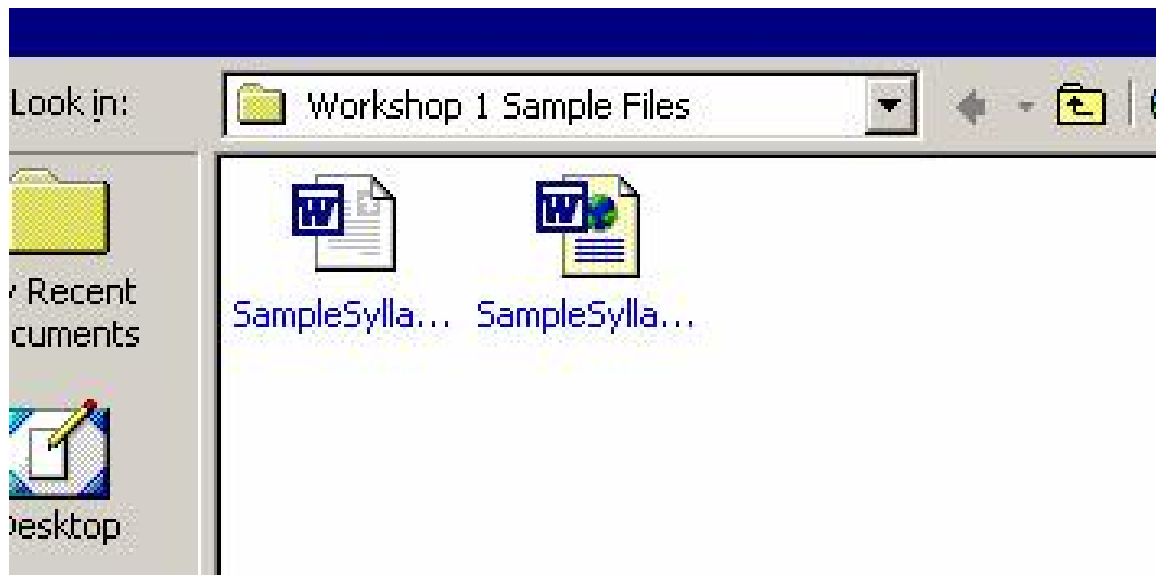 Look in:
Workshop 1 Sample Files
SampleSylla... SampleSylla...
Recent
cuments
esktop